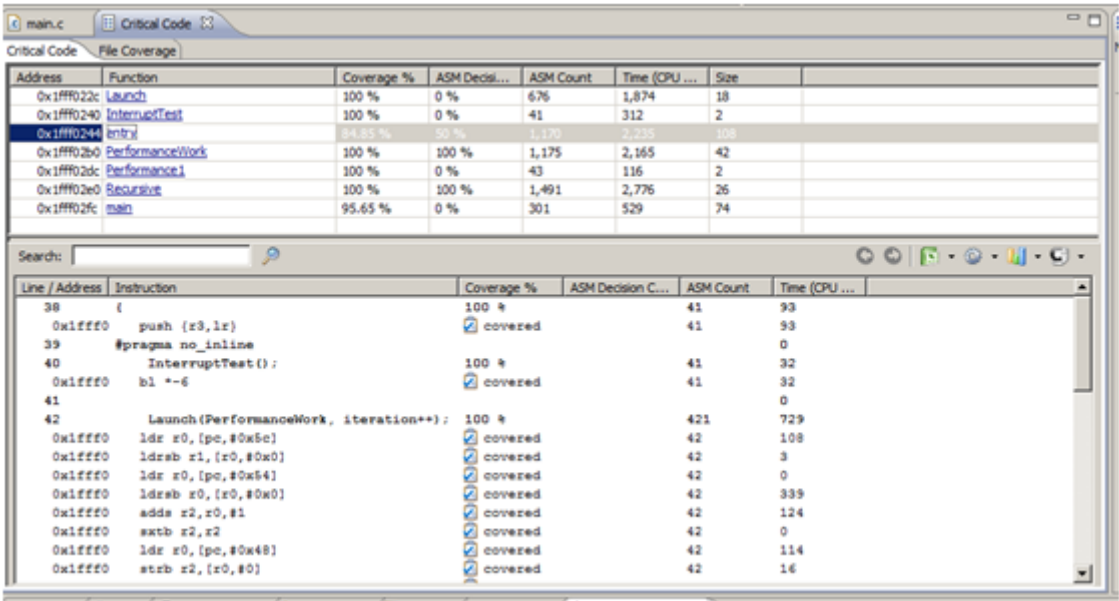 main.c Critical Code
Critical Code File Coverage
Address Function Coverage % ASM Decisi... ASM Count Time (CPU ... Size
0x1fff022c Launch 100 % 0 % 676 1,874 18
0x1fff0240 InterruptTest 100 % 0 % 41 312 2
0x1fff0244 entry 84.85 % 50 % 1,170 2,235 108
0x1fff02b0 PerformanceWork 100 % 100 % 1,175 2,165 42
0x1fff02dc Performance1 100 % 0 % 43 116 2
0x1fff02e0 Recursive 100 % 100 % 1,491 2,776 26
0x1fff02fc main 95.65 % 0 % 301 529 74
Search:
Line / Address Instruction Coverage % ASM Decision C... ASM Count Time (CPU ...
38 { 100 % 41 93
0x1fff0 push {r3,lr} covered 41 93
39 #pragma no_inline 0
40 InterruptTest(); 100 % 41 32
0x1fff0 bl *-6 covered 41 32
41 0
42 Launch(PerformanceWork, iteration++); 100 % 421 729
0x1fff0 ldr r0,[pc,#0x5c] covered 42 108
0x1fff0 ldrsb r1,[r0,#0x0] covered 42 3
0x1fff0 ldr r0,[pc,#0x54] covered 42 0
0x1fff0 ldrsb r0,[r0,#0x0] covered 42 339
0x1fff0 adds r2,r0,#1 covered 42 124
0x1fff0 sxtb r2,r2 covered 42 0
0x1fff0 ldr r0,[pc,#0x48] covered 42 114
0x1fff0 strb r2,[r0,#0] covered 42 16